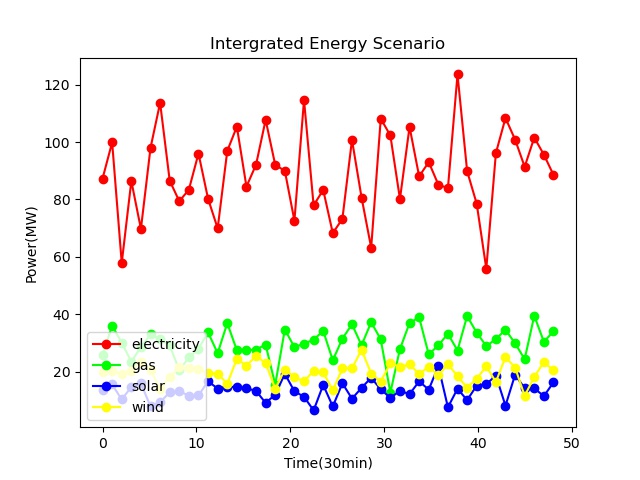 Intergrated Energy Scenario
Power(MW)
120
100
80
60
40
20
electricity
gas
solar
wind
0 10 20 30 40 50
Time(30min)